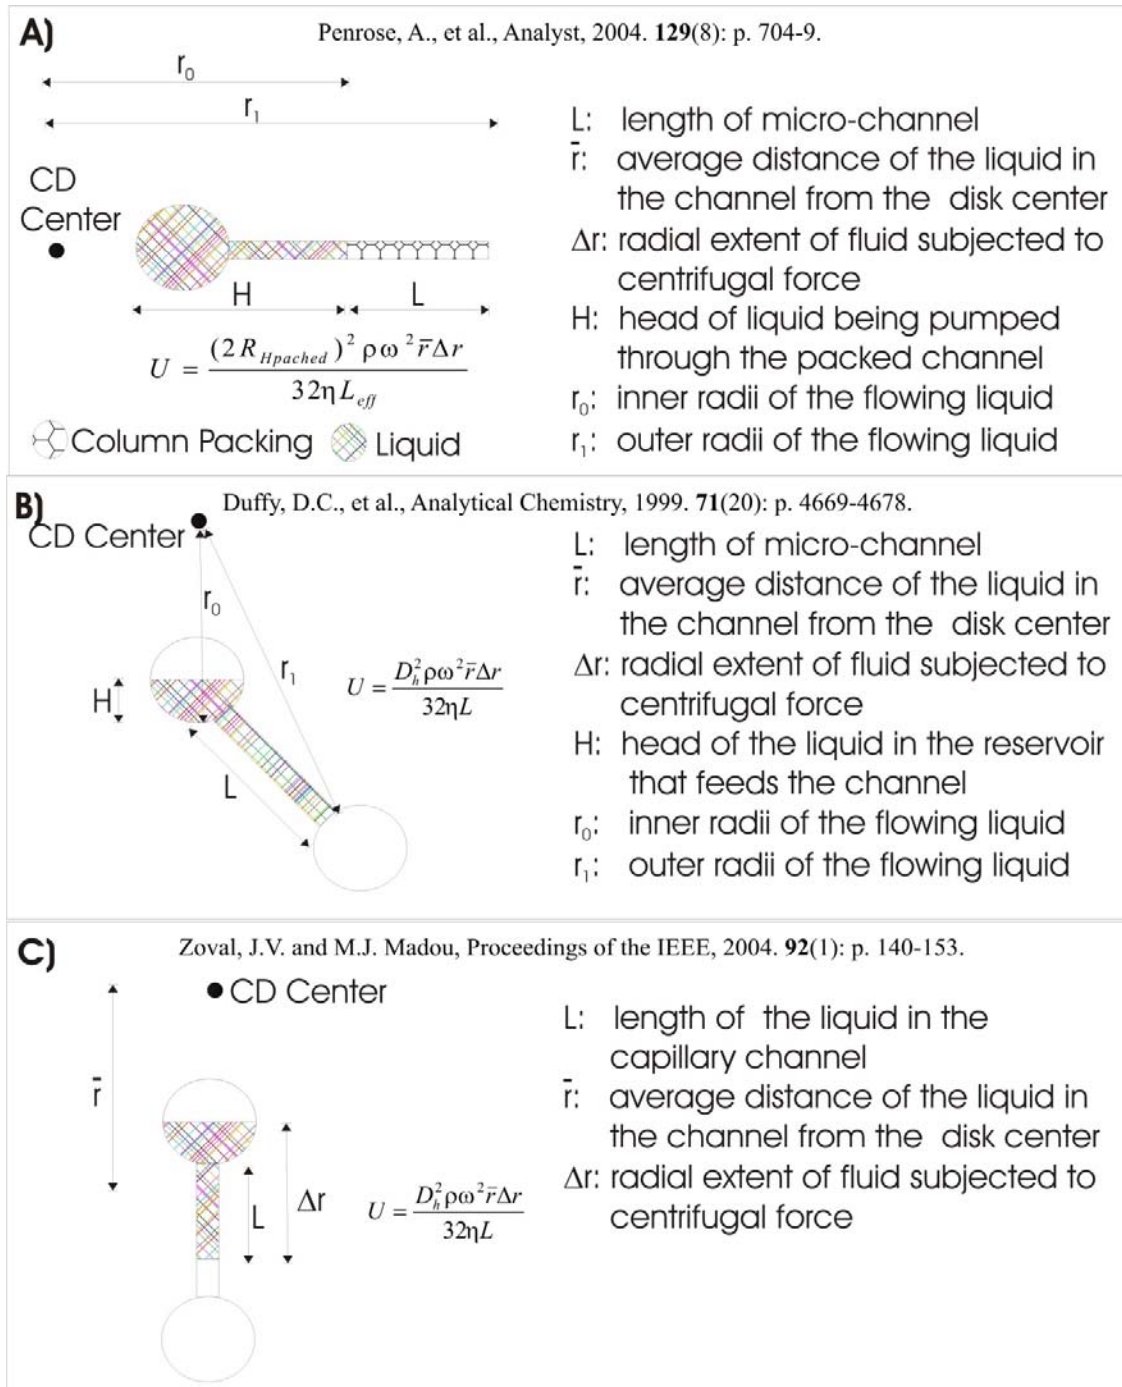 A)
Penrose, A., et al., Analyst, 2004. 129(8): p. 704-9.
r₀
r₁
CD
Center
H
L
U = (2 R_Hpached)² ρω² r̄Δr / 32ηL_eff
Column Packing
Liquid
L: length of micro-channel
r̄: average distance of the liquid in
the channel from the disk center
Δr: radial extent of fluid subjected to
centrifugal force
H: head of liquid being pumped
through the packed channel
r₀: inner radii of the flowing liquid
r₁: outer radii of the flowing liquid
B)
Duffy, D.C., et al., Analytical Chemistry, 1999. 71(20): p. 4669-4678.
CD Center
r₀
r₁
H
L
U = D_h² ρω² r̄Δr / 32ηL
L: length of micro-channel
r̄: average distance of the liquid in
the channel from the disk center
Δr: radial extent of fluid subjected to
centrifugal force
H: head of the liquid in the reservoir
that feeds the channel
r₀: inner radii of the flowing liquid
r₁: outer radii of the flowing liquid
C)
Zoval, J.V. and M.J. Madou, Proceedings of the IEEE, 2004. 92(1): p. 140-153.
CD Center
r̄
L
Δr
U = D_h² ρω² r̄Δr / 32ηL
L: length of the liquid in the
capillary channel
r̄: average distance of the liquid in
the channel from the disk center
Δr: radial extent of fluid subjected to
centrifugal force